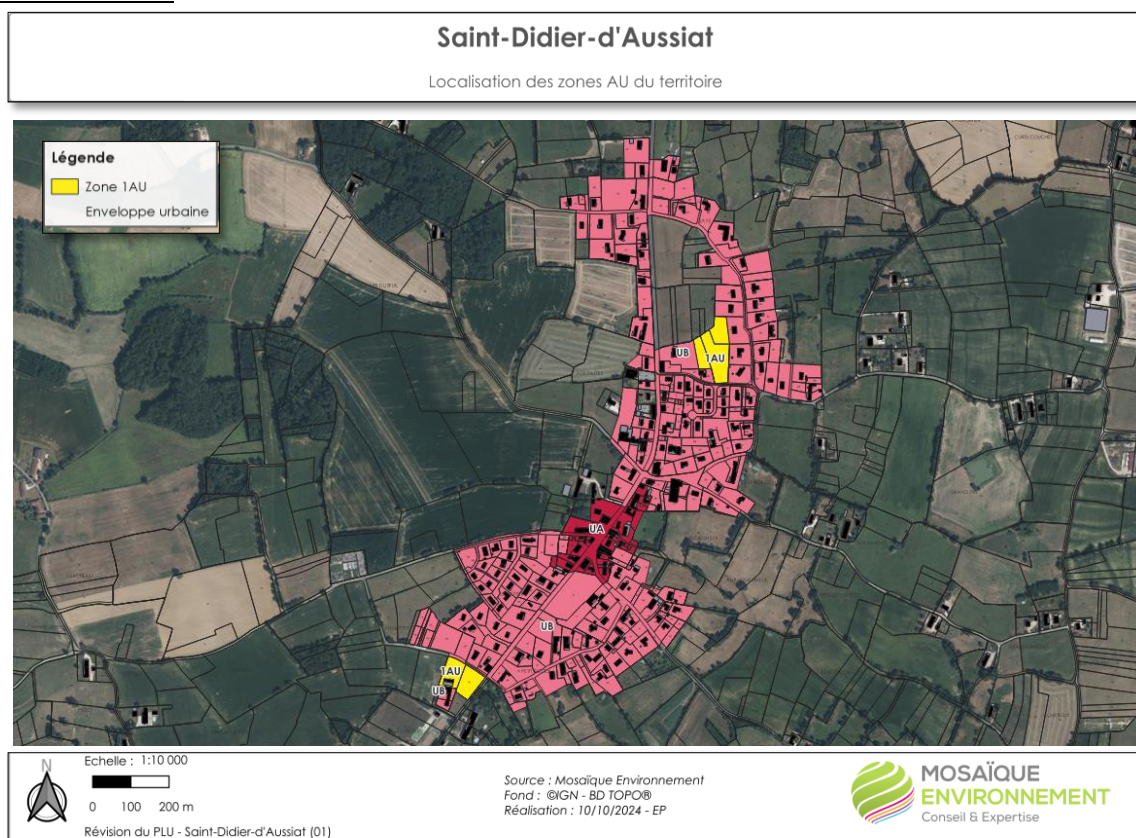 Saint-Didier-d'Aussiat
Localisation des zones AU du territoire
Légende
Zone 1AU
Enveloppe urbaine
UB
1AU
UA
UB
1AU
UB
N
Echelle : 1:10 000
0 100 200 m
Révision du PLU - Saint-Didier-d'Aussiat (01)
Source : Mosaïque Environnement
Fond : ©IGN - BD TOPO®
Réalisation : 10/10/2024 - EP
MOSAÏQUE
ENVIRONNEMENT
Conseil & Expertise